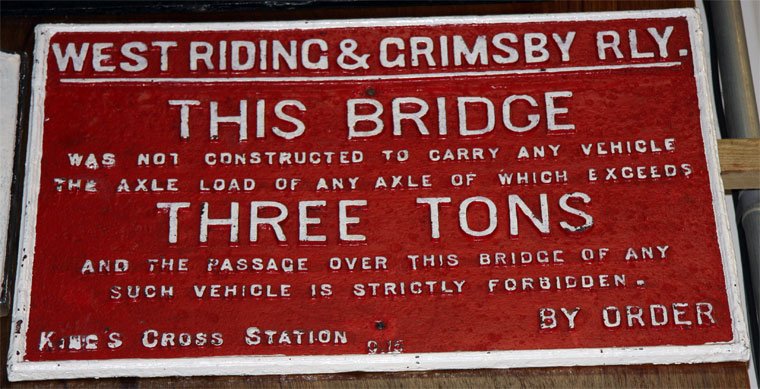 WEST RIDING & GRIMSBY RLY.
THIS BRIDGE
WAS NOT CONSTRUCTED TO CARRY ANY VEHICLE
THE AXLE LOAD OF ANY AXLE OF WHICH EXCEEDS
THREE TONS
AND THE PASSAGE OVER THIS BRIDGE OF ANY
SUCH VEHICLE IS STRICTLY FORBIDDEN.
BY ORDER
KING'S CROSS STATION